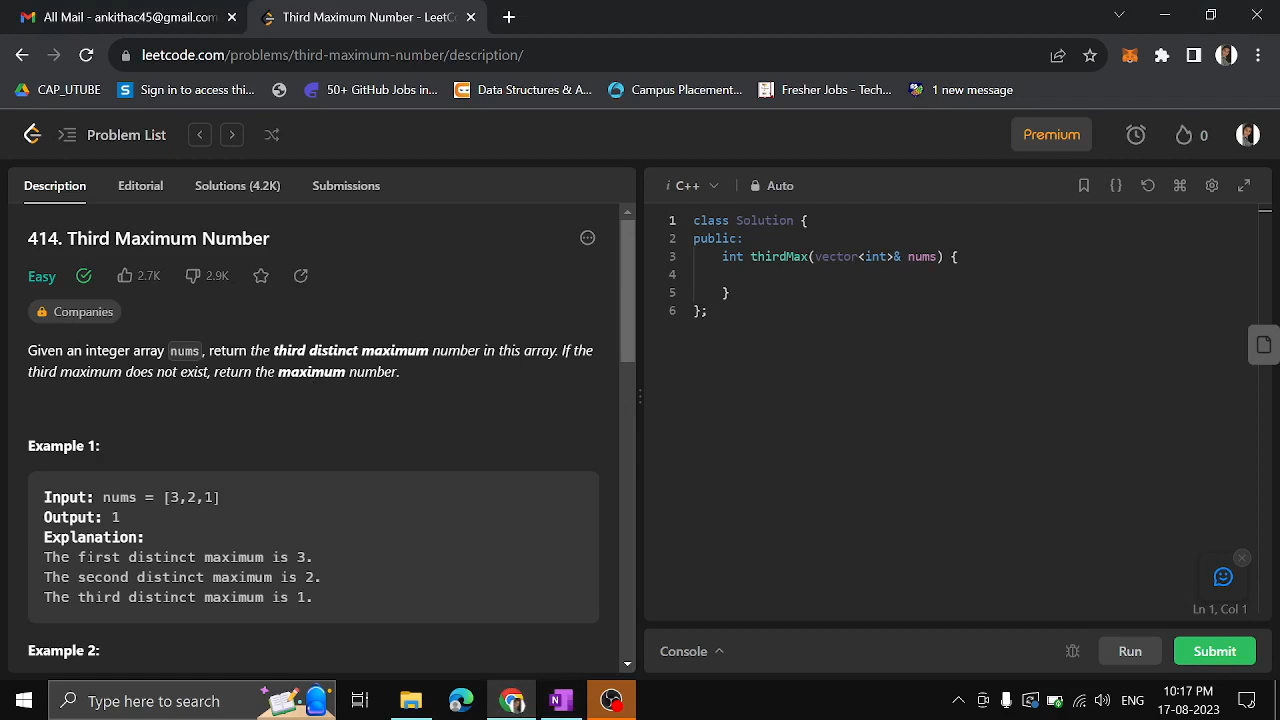 All Mail - ankithac45@gmail.com
Third Maximum Number - LeetCo
leetcode.com/problems/third-maximum-number/description/
CAP_UTUBE
Sign in to access thi...
50+ GitHub Jobs in...
Data Structures & A...
Campus Placement...
Fresher Jobs - Tech...
1 new message
Problem List
Premium
0
Description
Editorial
Solutions (4.2K)
Submissions
414. Third Maximum Number
Easy
2.7K
2.9K
Companies
Given an integer array nums, return the third distinct maximum number in this array. If the
third maximum does not exist, return the maximum number.
Example 1:
Input: nums = [3,2,1]
Output: 1
Explanation:
The first distinct maximum is 3.
The second distinct maximum is 2.
The third distinct maximum is 1.
Example 2:
i C++
Auto
1 class Solution {
2 public:
3 int thirdMax(vector<int>& nums) {
4
5 }
6 };
Ln 1, Col 1
Console
Run
Submit
Type here to search
ENG
10:17 PM
17-08-2023